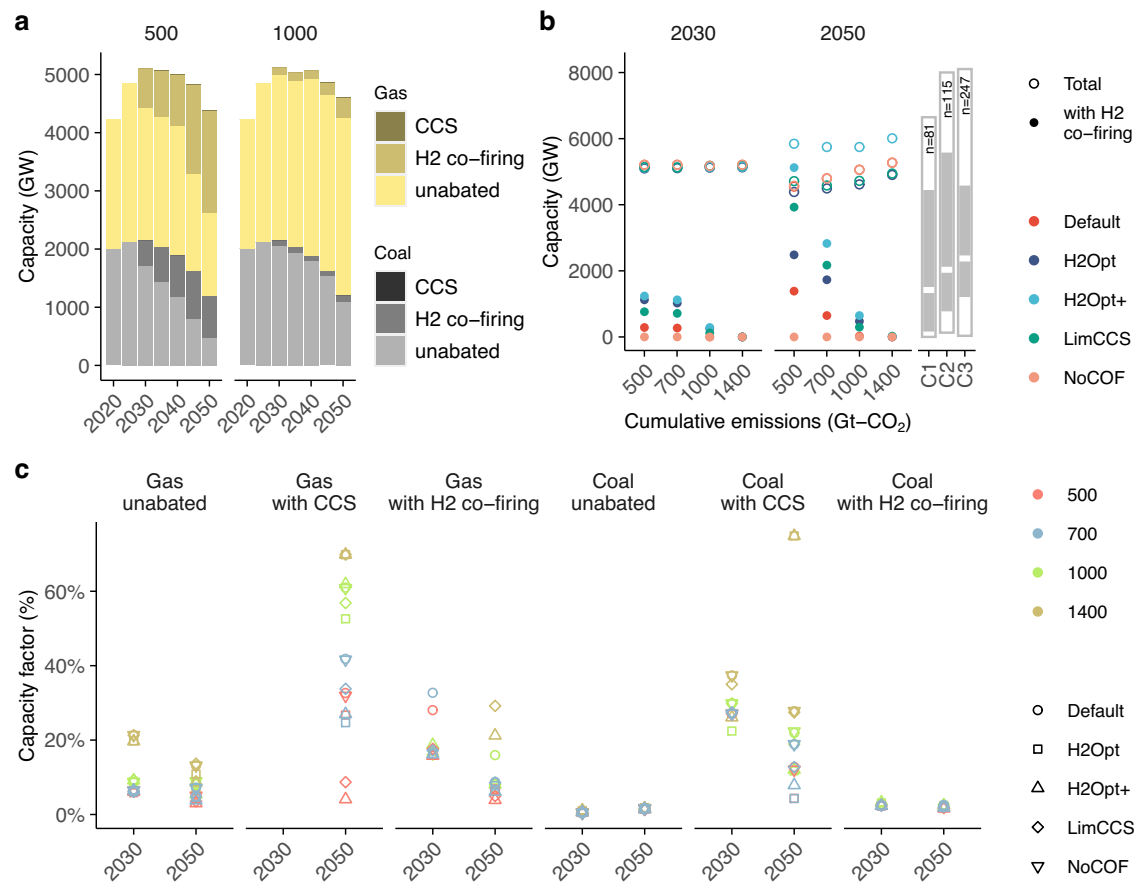 a
500
1000
Capacity (GW)
5000
4000
3000
2000
1000
0
2020
2030
2040
2050
2020
2030
2040
2050
Gas
CCS
H2 co−firing
unabated
Coal
CCS
H2 co−firing
unabated
b
2030
2050
Capacity (GW)
8000
6000
4000
2000
0
500
700
1000
1400
500
700
1000
1400
C1
C2
C3
n=81
n=115
n=247
Cumulative emissions (Gt−CO₂)
Total
with H2
co−firing
Default
H2Opt
H2Opt+
LimCCS
NoCOF
c
Gas
unabated
Gas
with CCS
Gas
with H2 co−firing
Coal
unabated
Coal
with CCS
Coal
with H2 co−firing
Capacity factor (%)
60%
40%
20%
0%
2030
2050
2030
2050
2030
2050
2030
2050
2030
2050
2030
2050
500
700
1000
1400
Default
H2Opt
H2Opt+
LimCCS
NoCOF